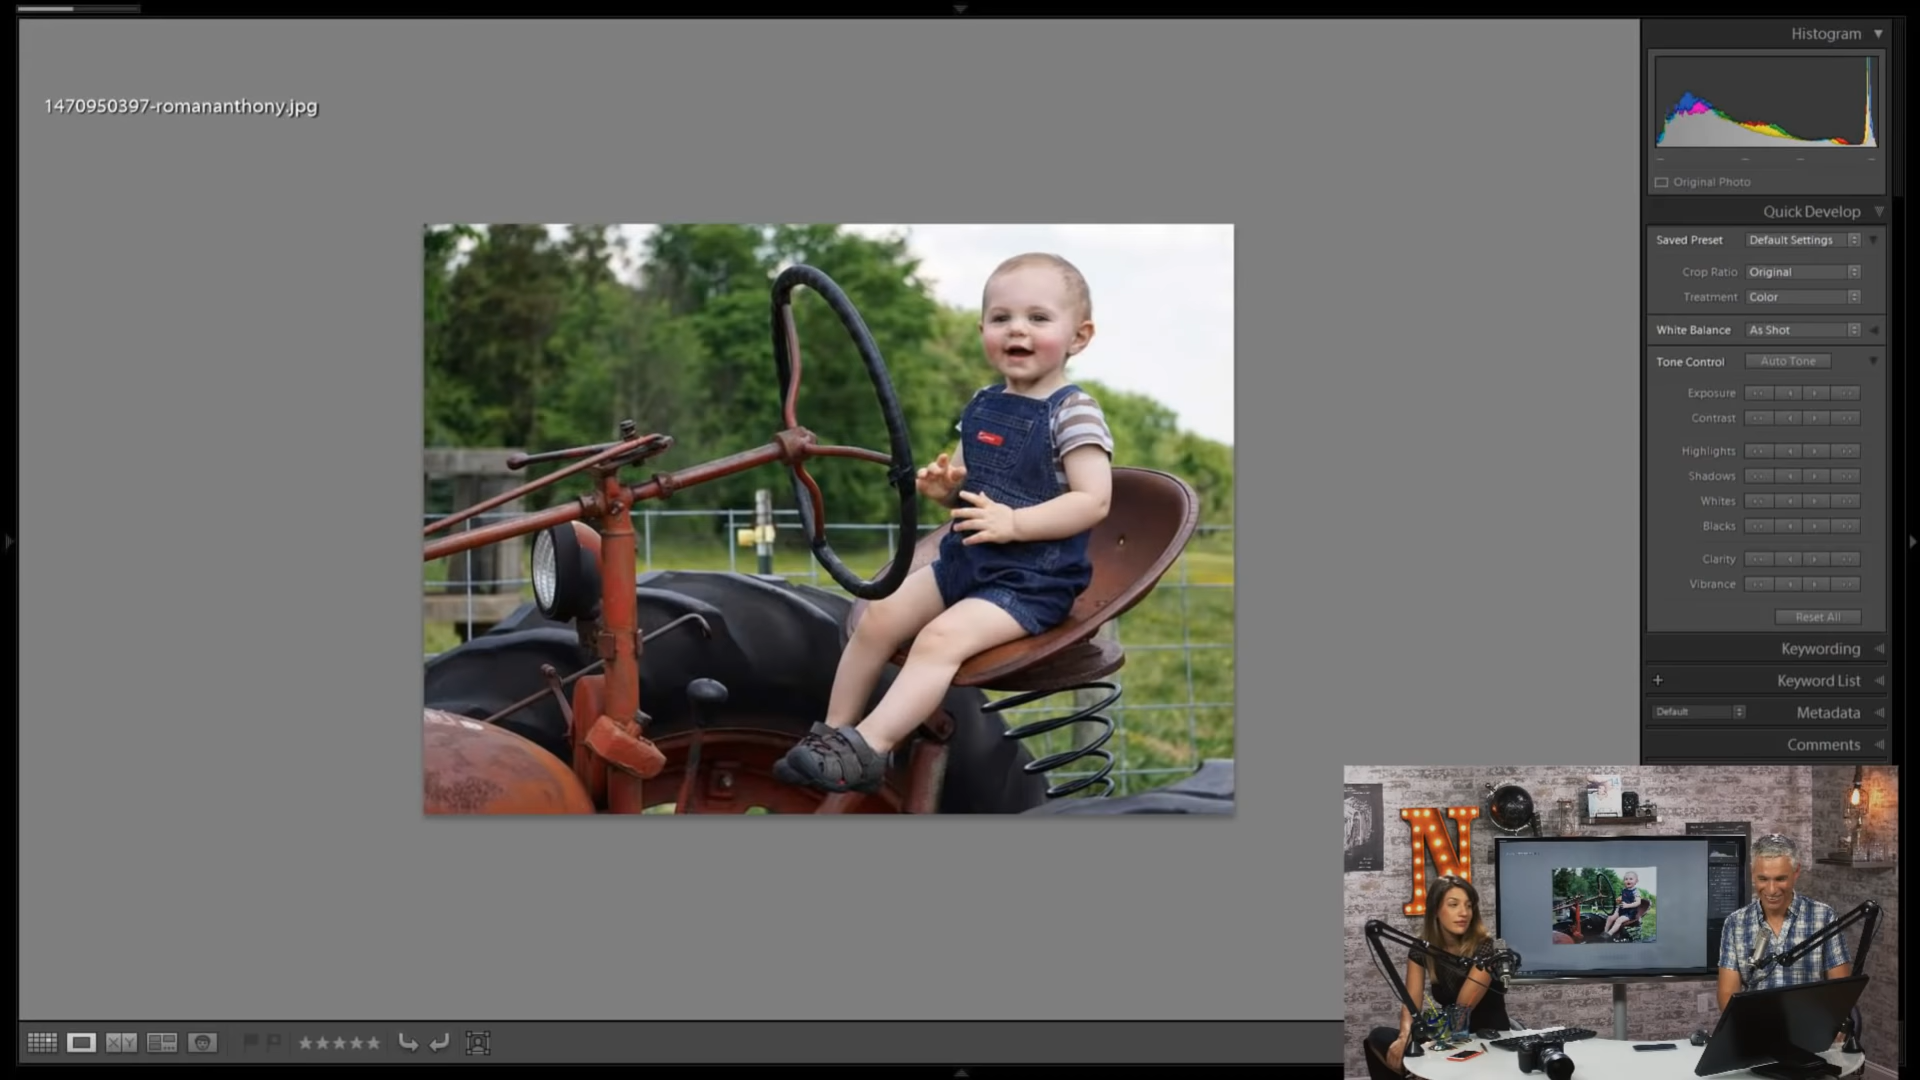 Histogram
1470950397-romananthony.jpg
Original Photo
Quick Develop
Saved Preset Default Settings
Crop Ratio Original
Treatment Color
White Balance As Shot
Tone Control Auto Tone
Exposure
Contrast
Highlights
Shadows
Whites
Blacks
Clarity
Vibrance
Reset All
Keywording
+ Keyword List
Default Metadata
Comments
N
XY